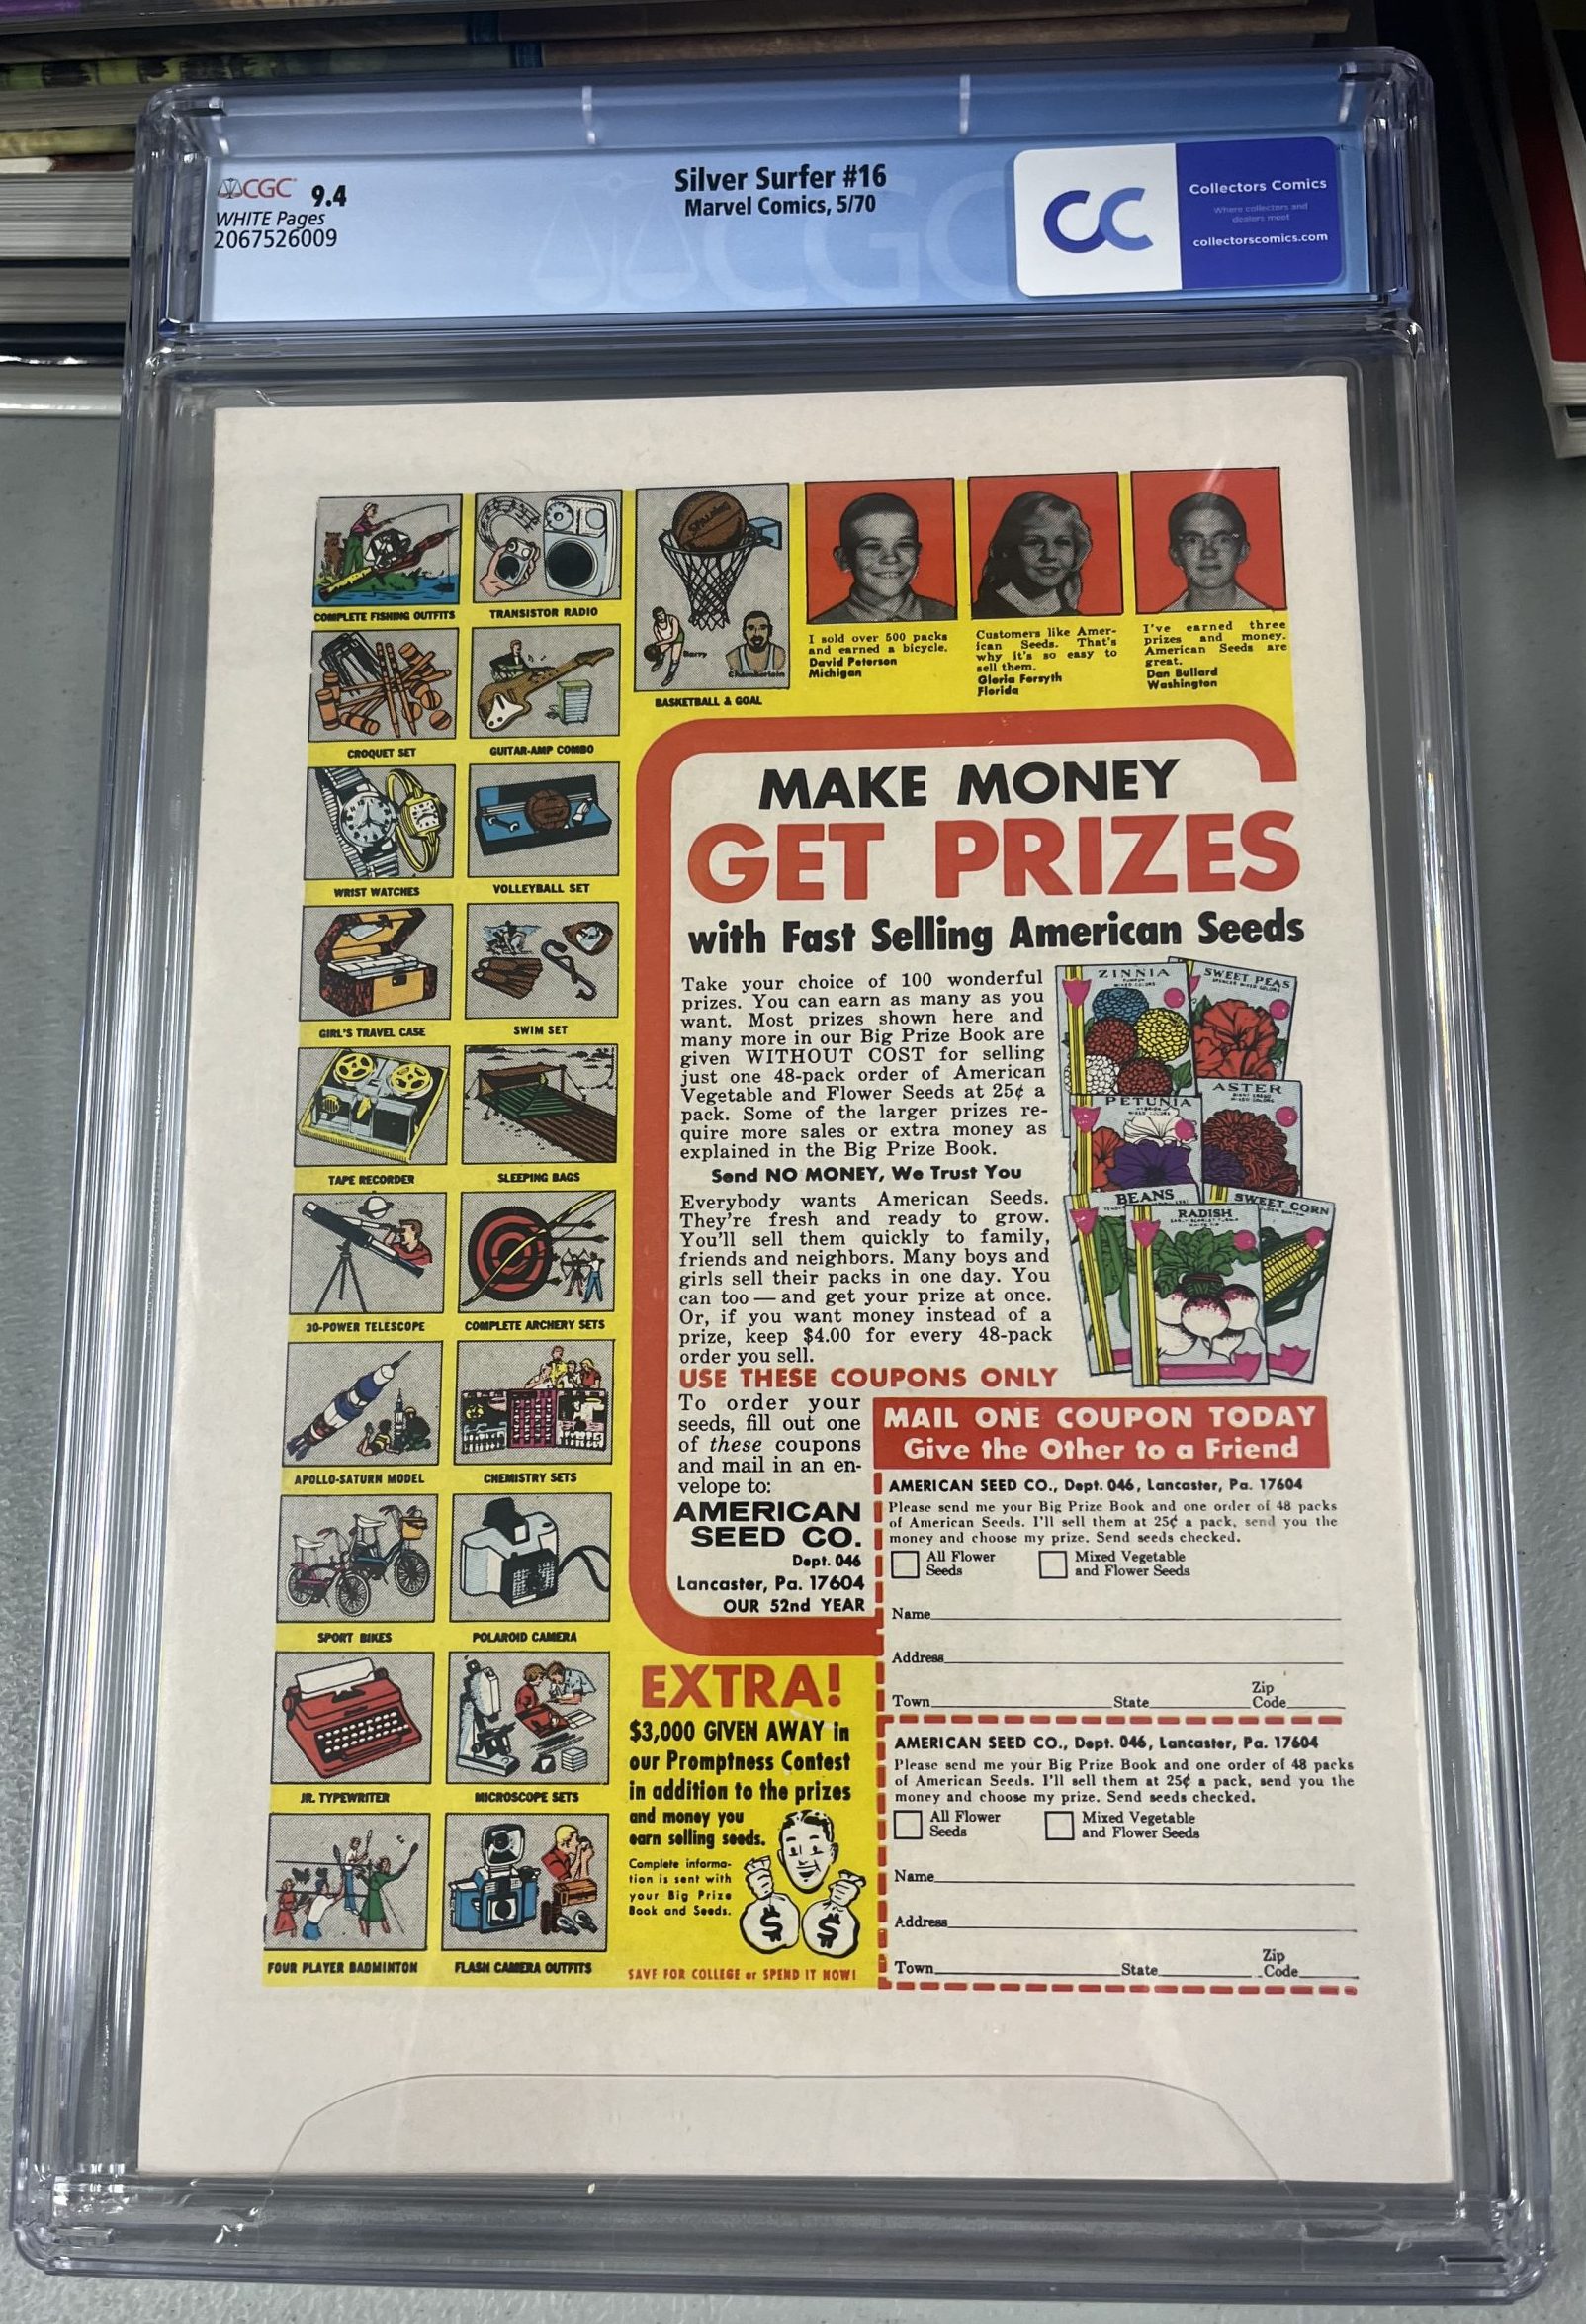 CGC 9.4
WHITE Pages
2067526009
Silver Surfer #16
Marvel Comics, 5/70
CC
Collectors Comics
Where collectors and
dealers meet
collectorscomics.com
COMPLETE FISHING OUTFITS
TRANSISTOR RADIO
SPALDING
Barry
Chamberlain
BASKETBALL & GOAL
CROQUET SET
GUITAR-AMP COMBO
WRIST WATCHES
VOLLEYBALL SET
GIRL'S TRAVEL CASE
SWIM SET
TAPE RECORDER
SLEEPING BAGS
30-POWER TELESCOPE
COMPLETE ARCHERY SETS
APOLLO-SATURN MODEL
CHEMISTRY SETS
SPORT BIKES
POLAROID CAMERA
JR. TYPEWRITER
MICROSCOPE SETS
FOUR PLAYER BADMINTON
FLASH CAMERA OUTFITS
I sold over 500 packs
and earned a bicycle.
David Peterson
Michigan
Customers like Amer-
ican Seeds. That's
why it's so easy to
sell them.
Gloria Forsyth
Florida
I've earned three
prizes and money.
American Seeds are
great.
Dan Bullard
Washington
MAKE MONEY
GET PRIZES
with Fast Selling American Seeds
Take your choice of 100 wonderful
prizes. You can earn as many as you
want. Most prizes shown here and
many more in our Big Prize Book are
given WITHOUT COST for selling
just one 48-pack order of American
Vegetable and Flower Seeds at 25¢ a
pack. Some of the larger prizes re-
quire more sales or extra money as
explained in the Big Prize Book.
Send NO MONEY, We Trust You
Everybody wants American Seeds.
They're fresh and ready to grow.
You'll sell them quickly to family,
friends and neighbors. Many boys and
girls sell their packs in one day. You
can too — and get your prize at once.
Or, if you want money instead of a
prize, keep $4.00 for every 48-pack
order you sell.
ZINNIA
MIXED COLORS
SWEET PEAS
SPENCER MIXED COLORS
PETUNIA
MIXED COLORS
ASTER
MIXED COLORS
BEANS
RADISH
SWEET CORN
USE THESE COUPONS ONLY
To order your
seeds, fill out one
of these coupons
and mail in an en-
velope to:
AMERICAN
SEED CO.
Dept. 046
Lancaster, Pa. 17604
OUR 52nd YEAR
MAIL ONE COUPON TODAY
Give the Other to a Friend
AMERICAN SEED CO., Dept. 046, Lancaster, Pa. 17604
Please send me your Big Prize Book and one order of 48 packs
of American Seeds. I'll sell them at 25¢ a pack, send you the
money and choose my prize. Send seeds checked.
All Flower
Seeds
Mixed Vegetable
and Flower Seeds
Name
Address
Town State Zip
Code
AMERICAN SEED CO., Dept. 046, Lancaster, Pa. 17604
Please send me your Big Prize Book and one order of 48 packs
of American Seeds. I'll sell them at 25¢ a pack, send you the
money and choose my prize. Send seeds checked.
All Flower
Seeds
Mixed Vegetable
and Flower Seeds
Name
Address
Town State Zip
Code
EXTRA!
$3,000 GIVEN AWAY in
our Promptness Contest
in addition to the prizes
and money you
earn selling seeds.
Complete informa-
tion is sent with
your Big Prize
Book and Seeds.
$ $
SAVE FOR COLLEGE or SPEND IT NOW!